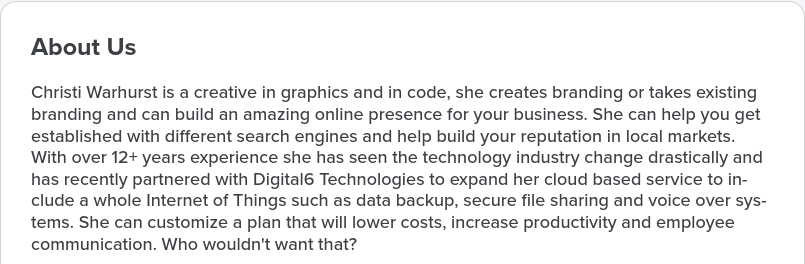 About Us
Christi Warhurst is a creative in graphics and in code, she creates branding or takes existing
branding and can build an amazing online presence for your business. She can help you get
established with different search engines and help build your reputation in local markets.
With over 12+ years experience she has seen the technology industry change drastically and
has recently partnered with Digital6 Technologies to expand her cloud based service to in-
clude a whole Internet of Things such as data backup, secure file sharing and voice over sys-
tems. She can customize a plan that will lower costs, increase productivity and employee
communication. Who wouldn't want that?